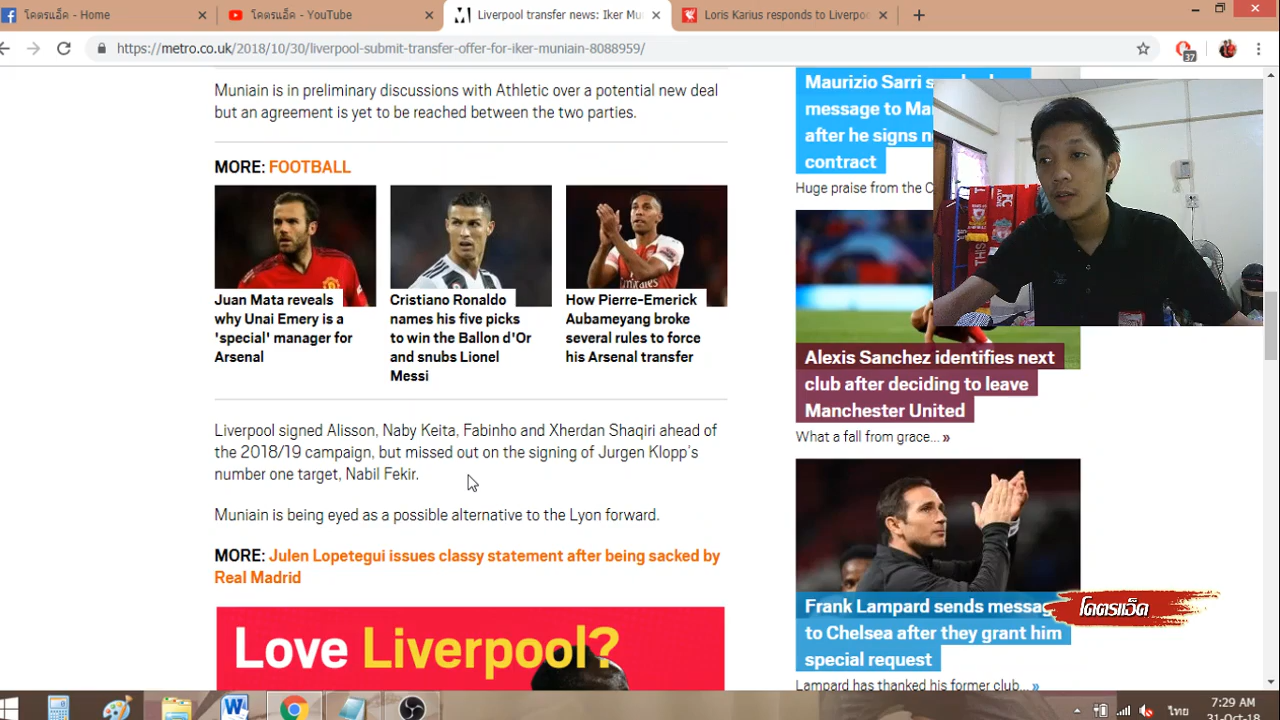 โคตรแอ็ค - Home
โคตรแอ็ค - YouTube
Liverpool transfer news: Iker Mu
Loris Karius responds to Liverpo
https://metro.co.uk/2018/10/30/liverpool-submit-transfer-offer-for-iker-muniain-8088959/
37
Muniain is in preliminary discussions with Athletic over a potential new deal
but an agreement is yet to be reached between the two parties.
MORE: FOOTBALL
Juan Mata reveals
why Unai Emery is a
'special' manager for
Arsenal
Cristiano Ronaldo
names his five picks
to win the Ballon d'Or
and snubs Lionel
Messi
How Pierre-Emerick
Aubameyang broke
several rules to force
his Arsenal transfer
Liverpool signed Alisson, Naby Keita, Fabinho and Xherdan Shaqiri ahead of
the 2018/19 campaign, but missed out on the signing of Jurgen Klopp's
number one target, Nabil Fekir.
Muniain is being eyed as a possible alternative to the Lyon forward.
MORE: Julen Lopetegui issues classy statement after being sacked by
Real Madrid
Love Liverpool?
Maurizio Sarri
message to
after he signs
contract
Huge praise from the
Alexis Sanchez identifies next
club after deciding to leave
Manchester United
What a fall from grace... »
Frank Lampard sends
to Chelsea after they grant him
special request
Lampard has thanked his former club... »
โคตรแอ็ค
ไทย
7:29 AM
31-Oct-18